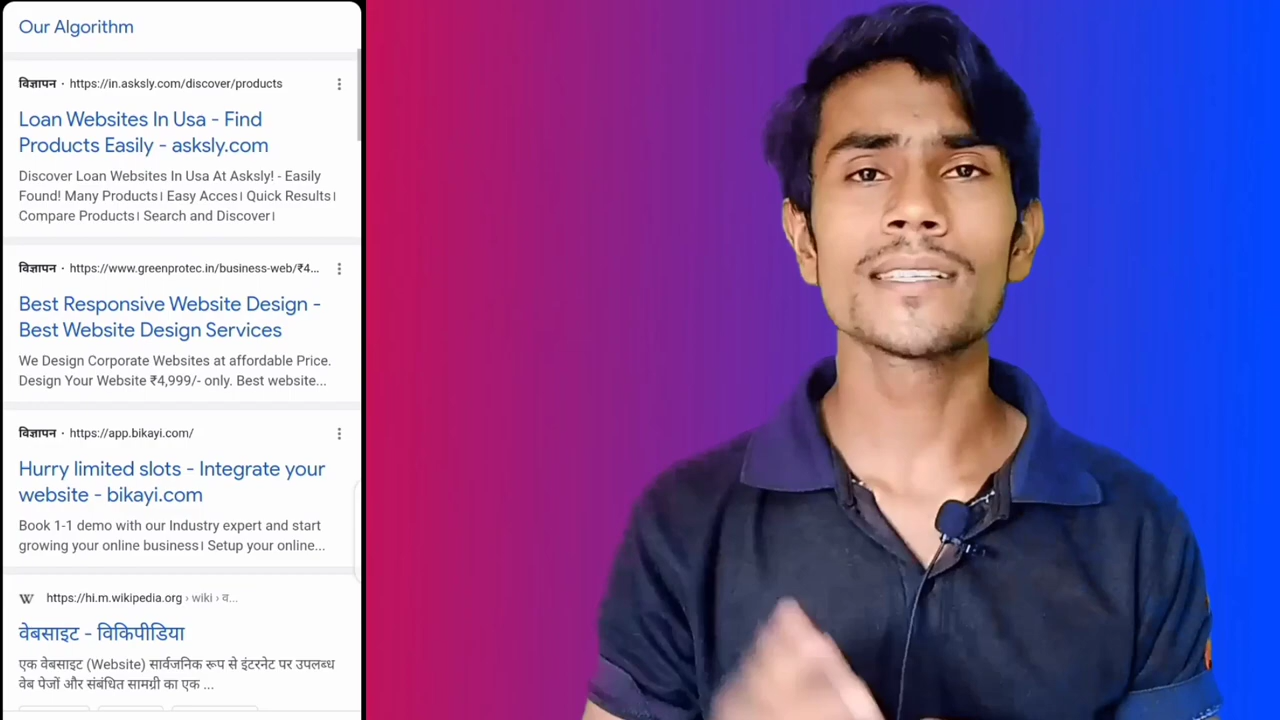 Our Algorithm
विज्ञापन · https://in.asksly.com/discover/products
Loan Websites In Usa - Find
Products Easily - asksly.com
Discover Loan Websites In Usa At Asksly! - Easily
Found! Many Products। Easy Acces। Quick Results।
Compare Products। Search and Discover।
विज्ञापन · https://www.greenprotec.in/business-web/₹4...
Best Responsive Website Design -
Best Website Design Services
We Design Corporate Websites at affordable Price.
Design Your Website ₹4,999/- only. Best website...
विज्ञापन · https://app.bikayi.com/
Hurry limited slots - Integrate your
website - bikayi.com
Book 1-1 demo with our Industry expert and start
growing your online business। Setup your online...
W https://hi.m.wikipedia.org › wiki › व...
वेबसाइट - विकिपीडिया
एक वेबसाइट (Website) सार्वजनिक रूप से इंटरनेट पर उपलब्ध
वेब पेजों और संबंधित सामग्री का एक ...